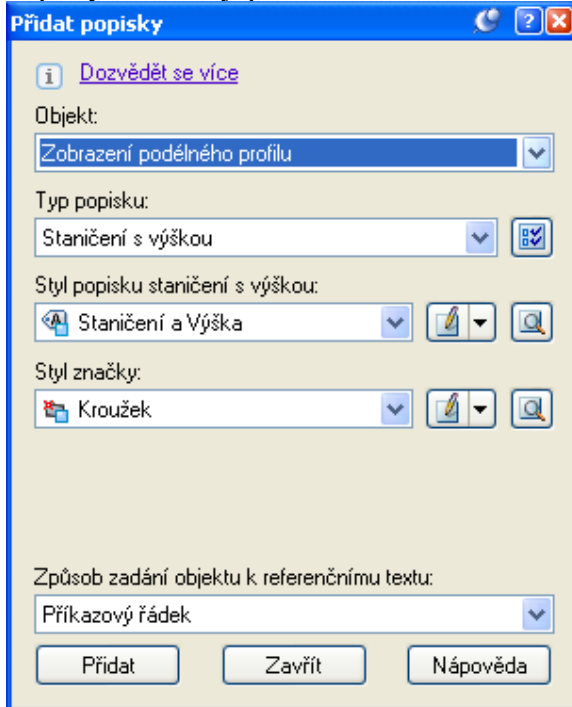 Přidat popisky
Dozvědět se více
Objekt:
Zobrazení podélného profilu
Typ popisku:
Staničení s výškou
Styl popisku staničení s výškou:
Staničení a Výška
Styl značky:
Kroužek
Způsob zadání objektu k referenčnímu textu:
Příkazový řádek
Přidat Zavřít Nápověda